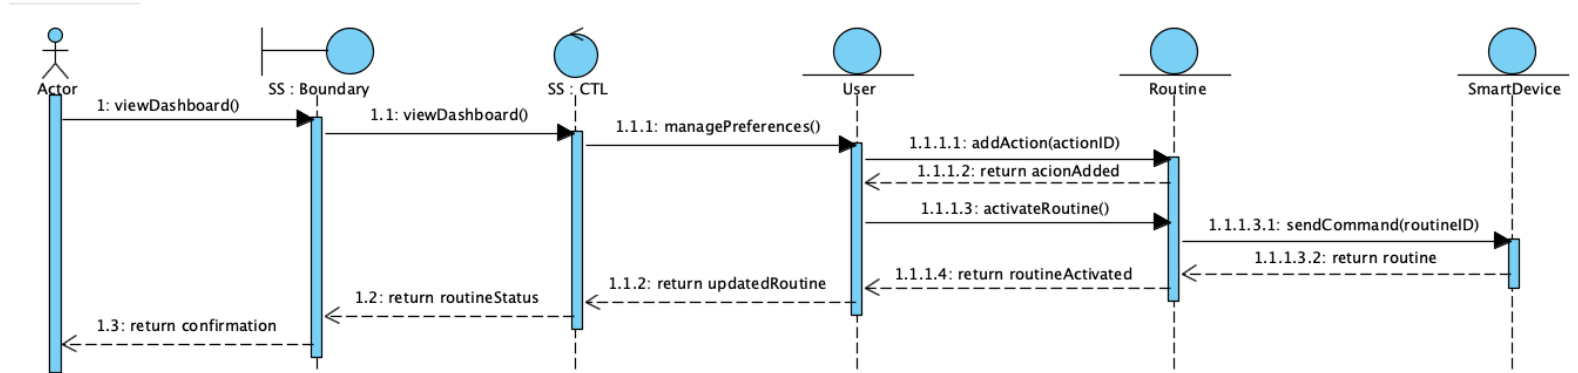 Actor
SS : Boundary
SS : CTL
User
Routine
SmartDevice
1: viewDashboard()
1.1: viewDashboard()
1.1.1: managePreferences()
1.1.1.1: addAction(actionID)
1.1.1.2: return acionAdded
1.1.1.3: activateRoutine()
1.1.1.3.1: sendCommand(routineID)
1.1.1.3.2: return routine
1.1.1.4: return routineActivated
1.1.2: return updatedRoutine
1.2: return routineStatus
1.3: return confirmation